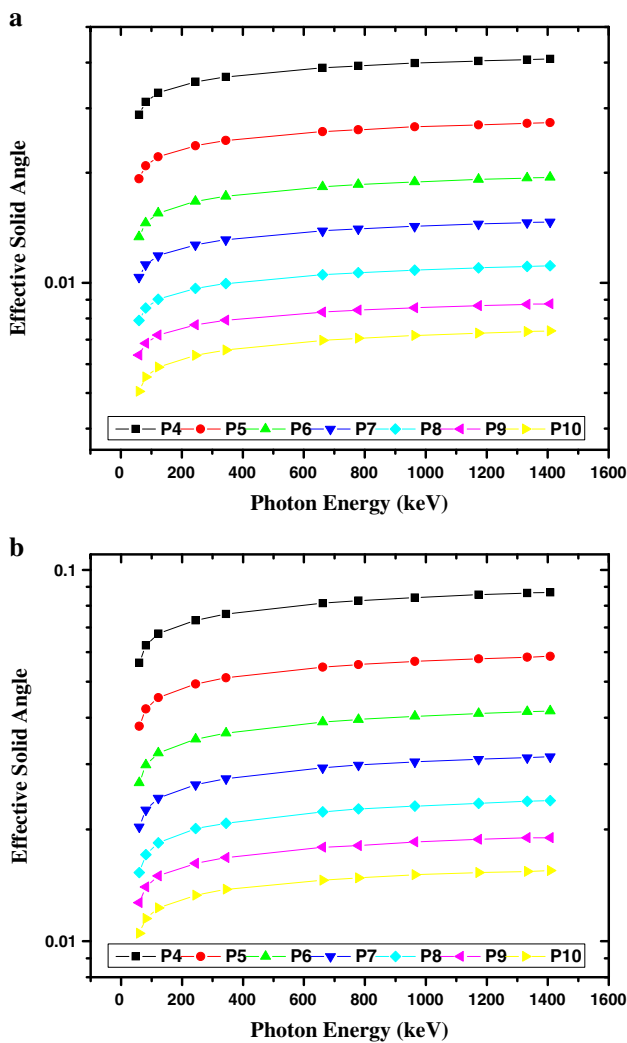 a
Effective Solid Angle
0.01
P4 P5 P6 P7 P8 P9 P10
0 200 400 600 800 1000 1200 1400 1600
Photon Energy (keV)
b
0.1
Effective Solid Angle
0.01
P4 P5 P6 P7 P8 P9 P10
0 200 400 600 800 1000 1200 1400 1600
Photon Energy (keV)